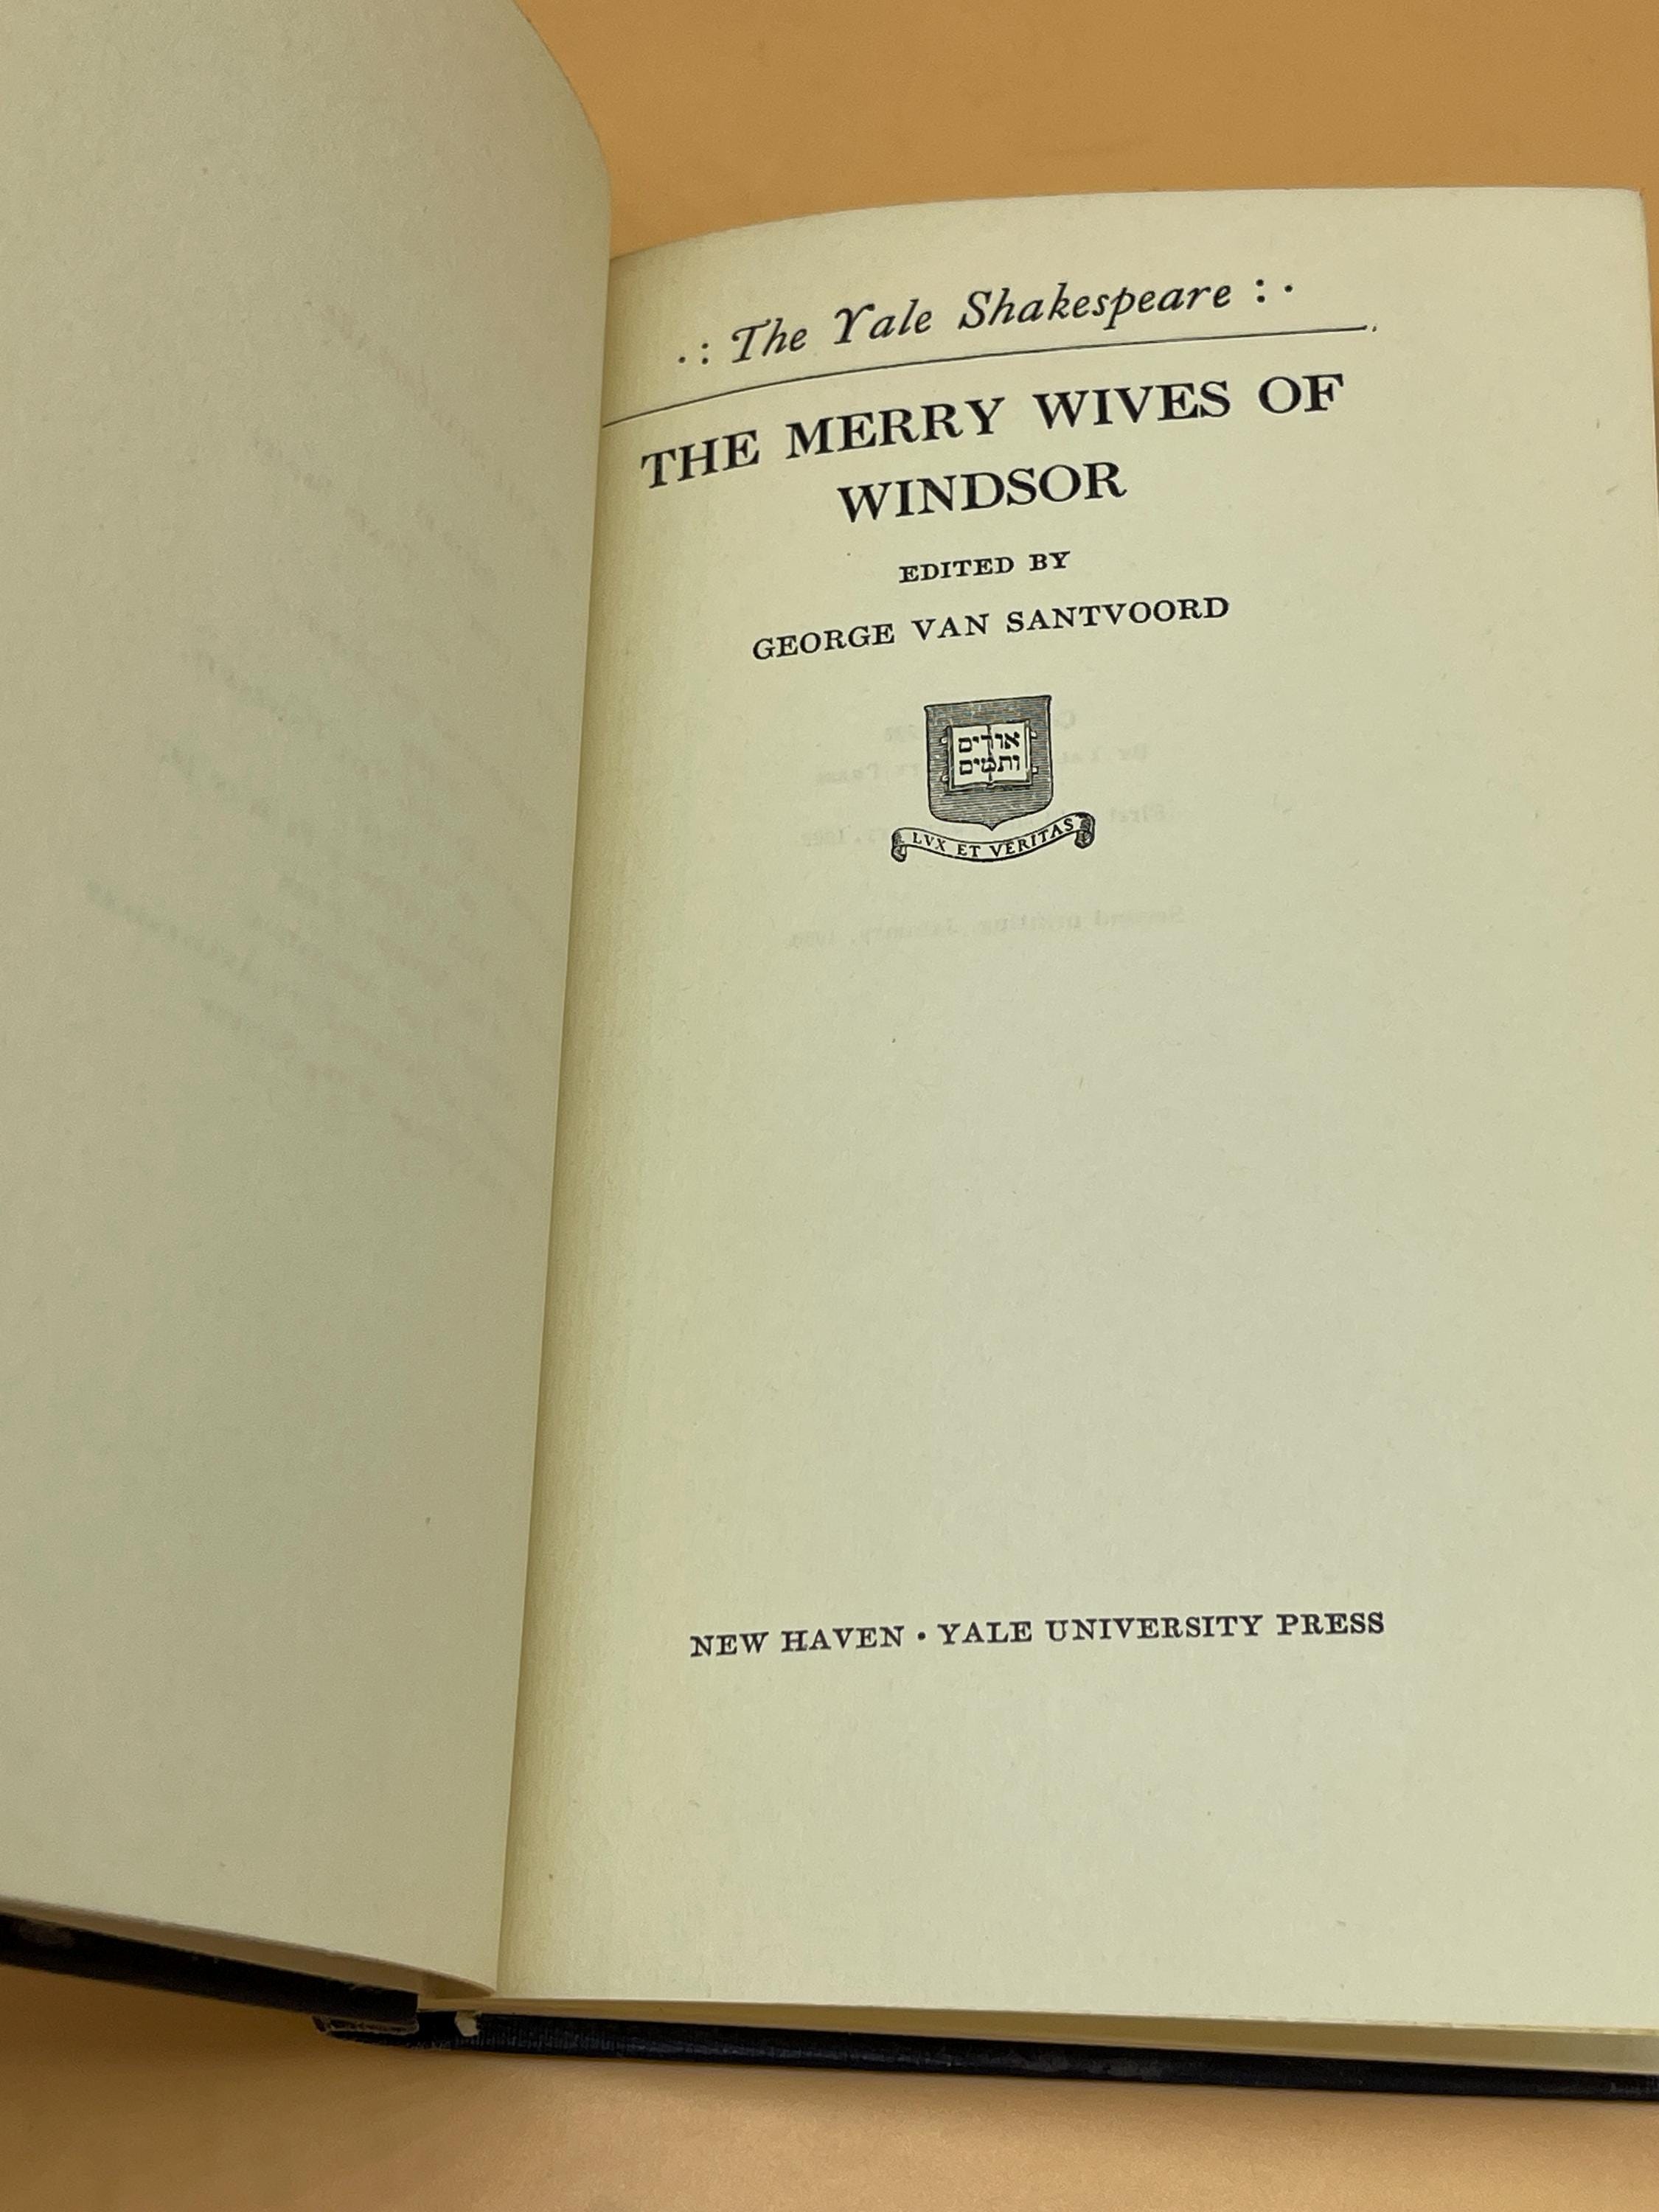 .: The Yale Shakespeare :.
THE MERRY WIVES OF
WINDSOR
EDITED BY
GEORGE VAN SANTVOORD
אורים
ותמים
LVX ET VERITAS
NEW HAVEN • YALE UNIVERSITY PRESS